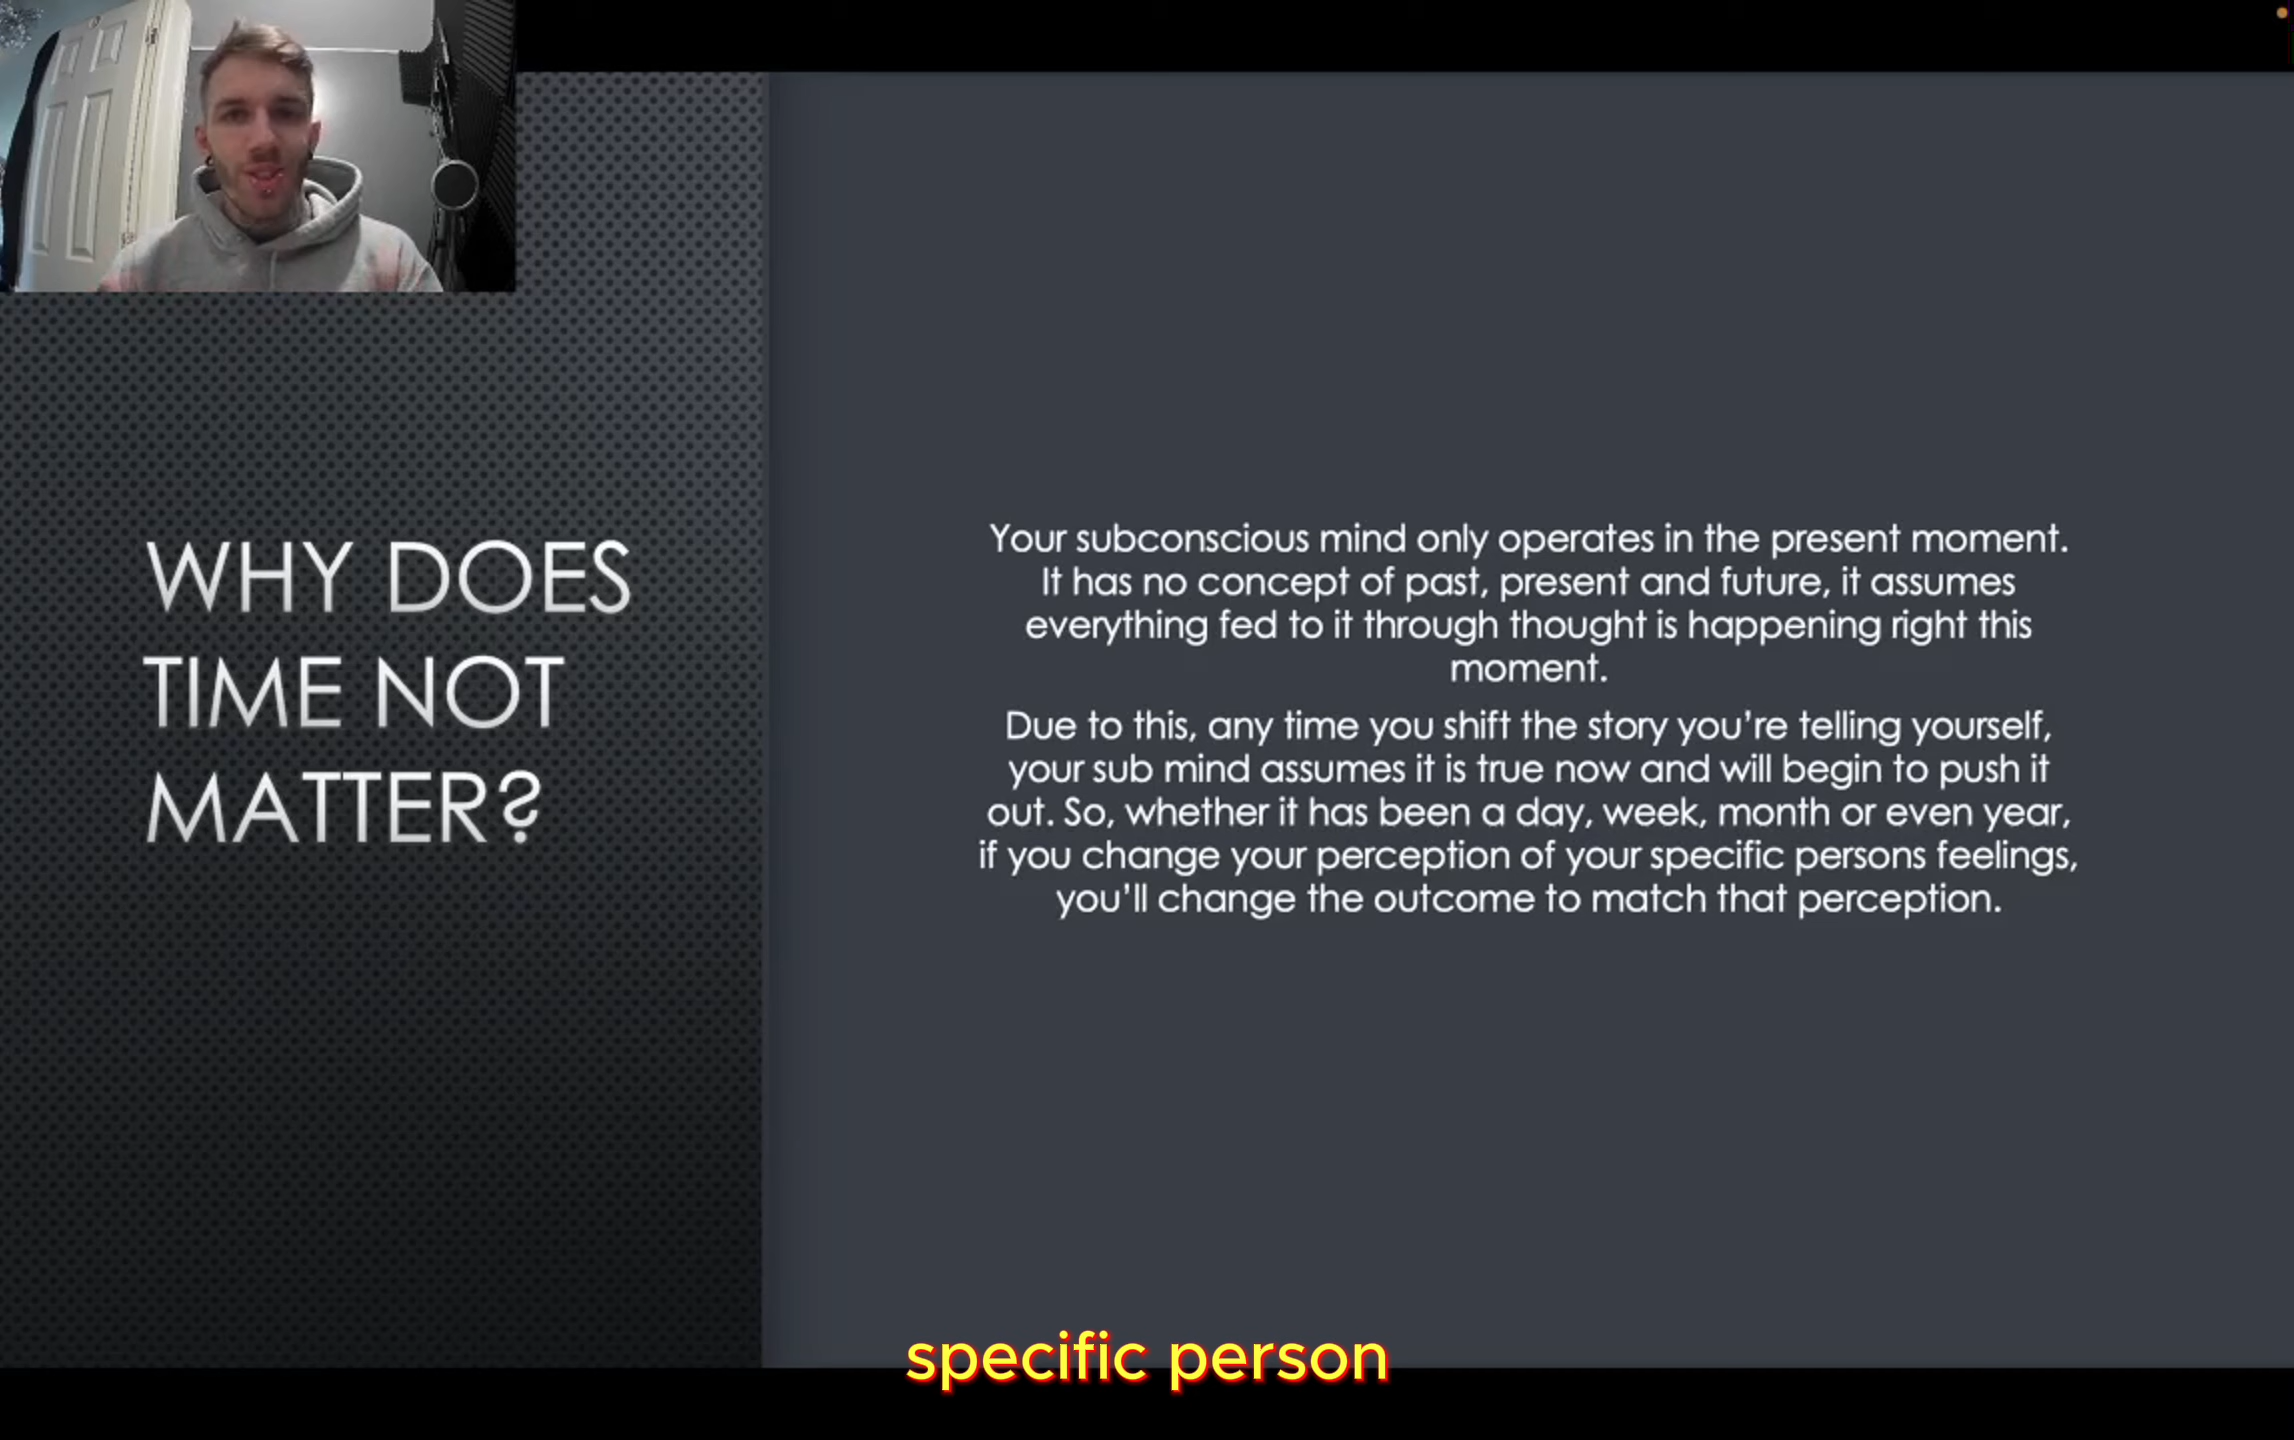 WHY DOES
TIME NOT
MATTER?
Your subconscious mind only operates in the present moment.
It has no concept of past, present and future, it assumes
everything fed to it through thought is happening right this
moment.
Due to this, any time you shift the story you're telling yourself,
your sub mind assumes it is true now and will begin to push it
out. So, whether it has been a day, week, month or even year,
if you change your perception of your specific persons feelings,
you'll change the outcome to match that perception.
specific person